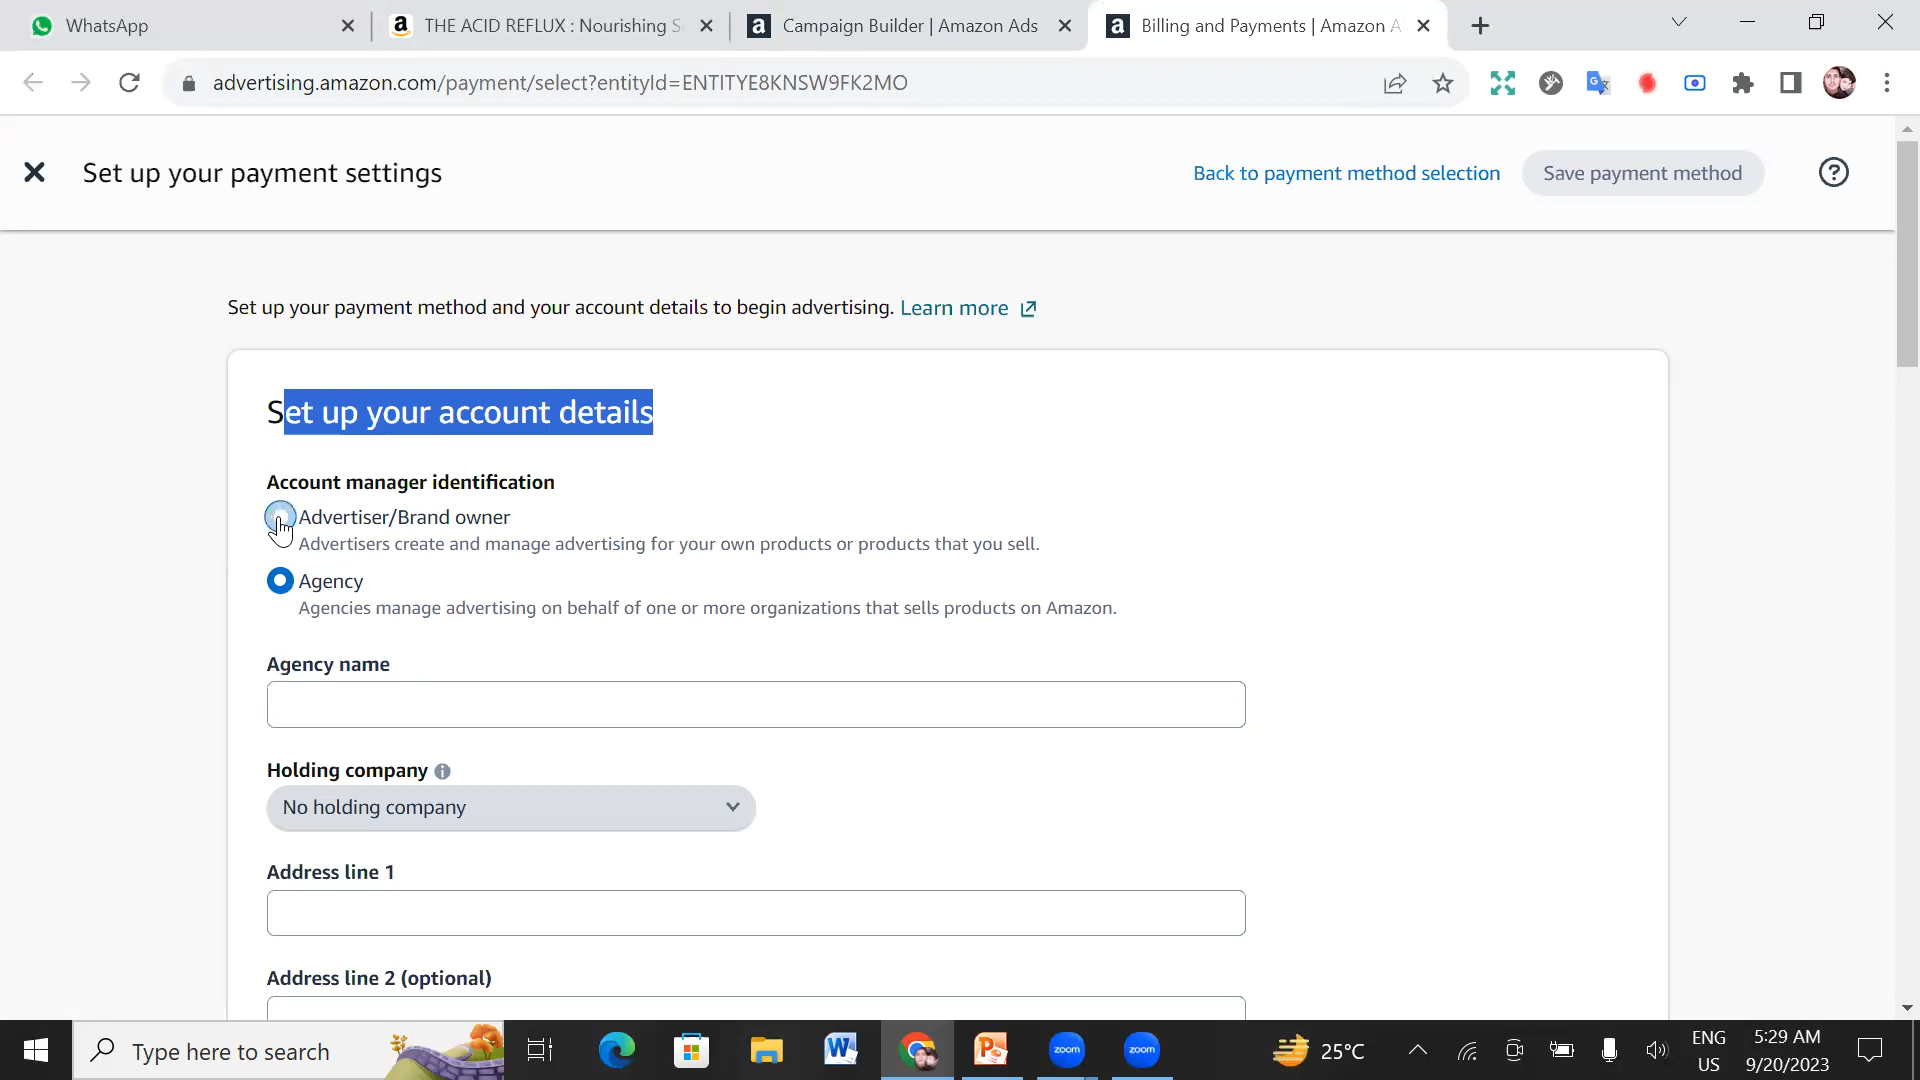 WhatsApp
THE ACID REFLUX : Nourishing S
Campaign Builder | Amazon Ads
Billing and Payments | Amazon A
advertising.amazon.com/payment/select?entityId=ENTITYE8KNSW9FK2MO
Set up your payment settings
Back to payment method selection
Save payment method
Set up your payment method and your account details to begin advertising. Learn more
Set up your account details
Account manager identification
Advertiser/Brand owner
Advertisers create and manage advertising for your own products or products that you sell.
Agency
Agencies manage advertising on behalf of one or more organizations that sells products on Amazon.
Agency name
Holding company
No holding company
Address line 1
Address line 2 (optional)
Type here to search
zoom
zoom
25°C
ENG
US
5:29 AM
9/20/2023